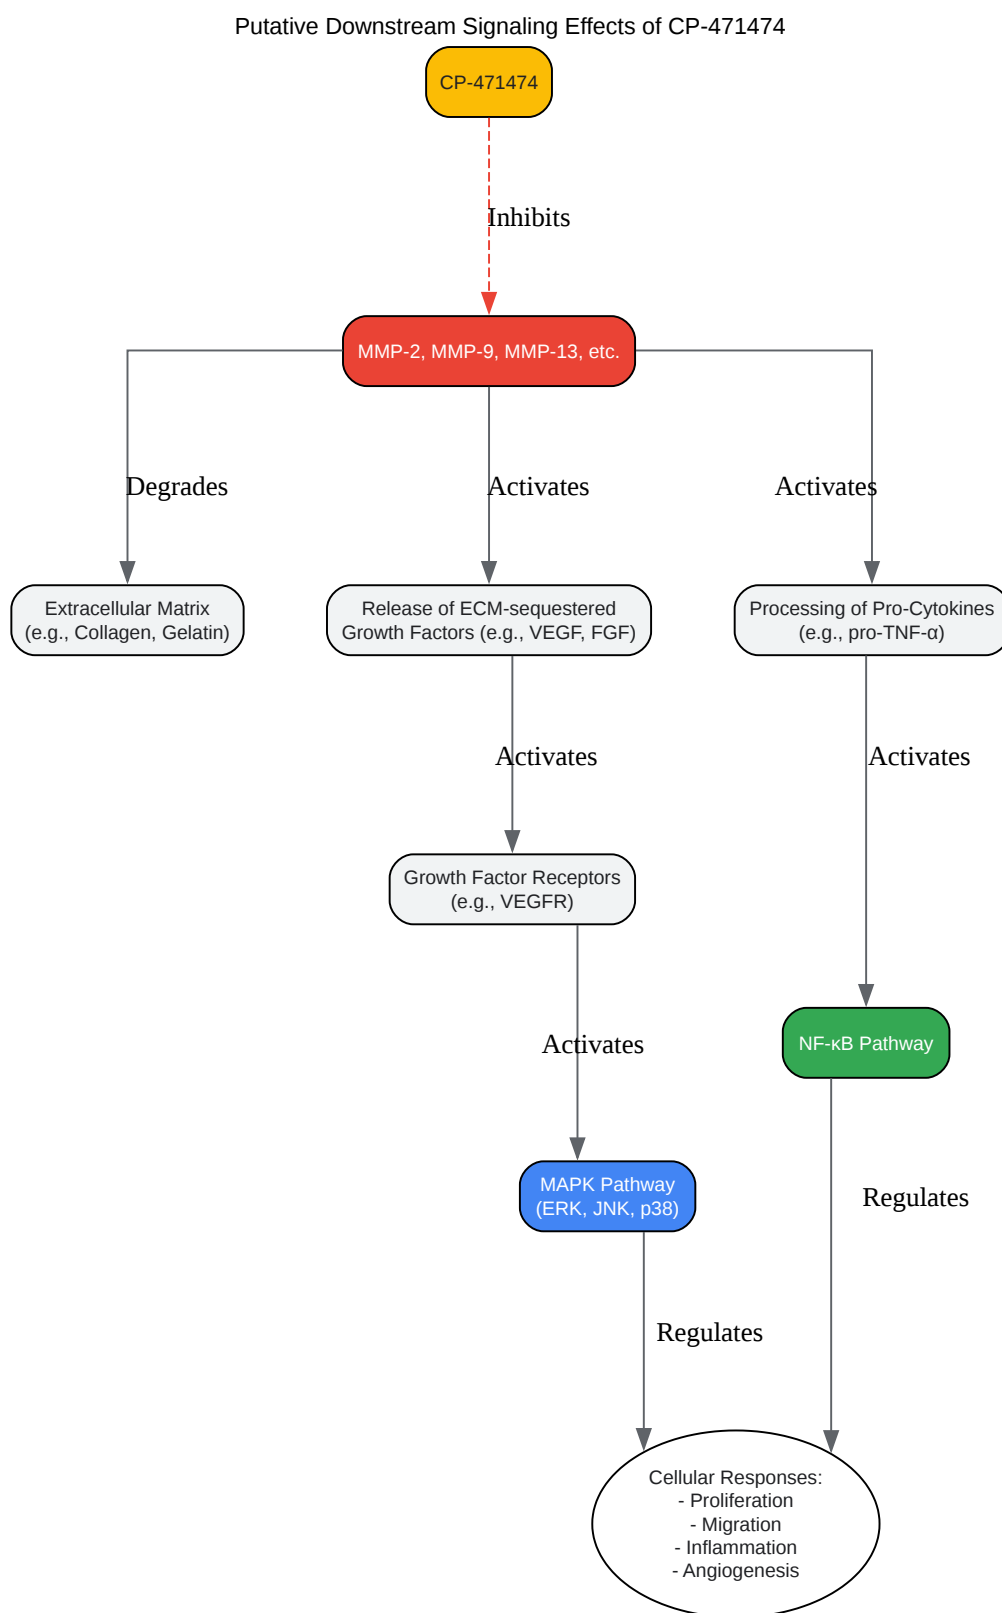 Putative Downstream Signaling Effects of CP-471474
CP-471474
Inhibits
MMP-2, MMP-9, MMP-13, etc.
Degrades
Activates
Activates
Extracellular Matrix
(e.g., Collagen, Gelatin)
Release of ECM-sequestered
Growth Factors (e.g., VEGF, FGF)
Processing of Pro-Cytokines
(e.g., pro-TNF-α)
Activates
Activates
Growth Factor Receptors
(e.g., VEGFR)
Activates
NF-κB Pathway
MAPK Pathway
(ERK, JNK, p38)
Regulates
Regulates
Cellular Responses:
- Proliferation
- Migration
- Inflammation
- Angiogenesis